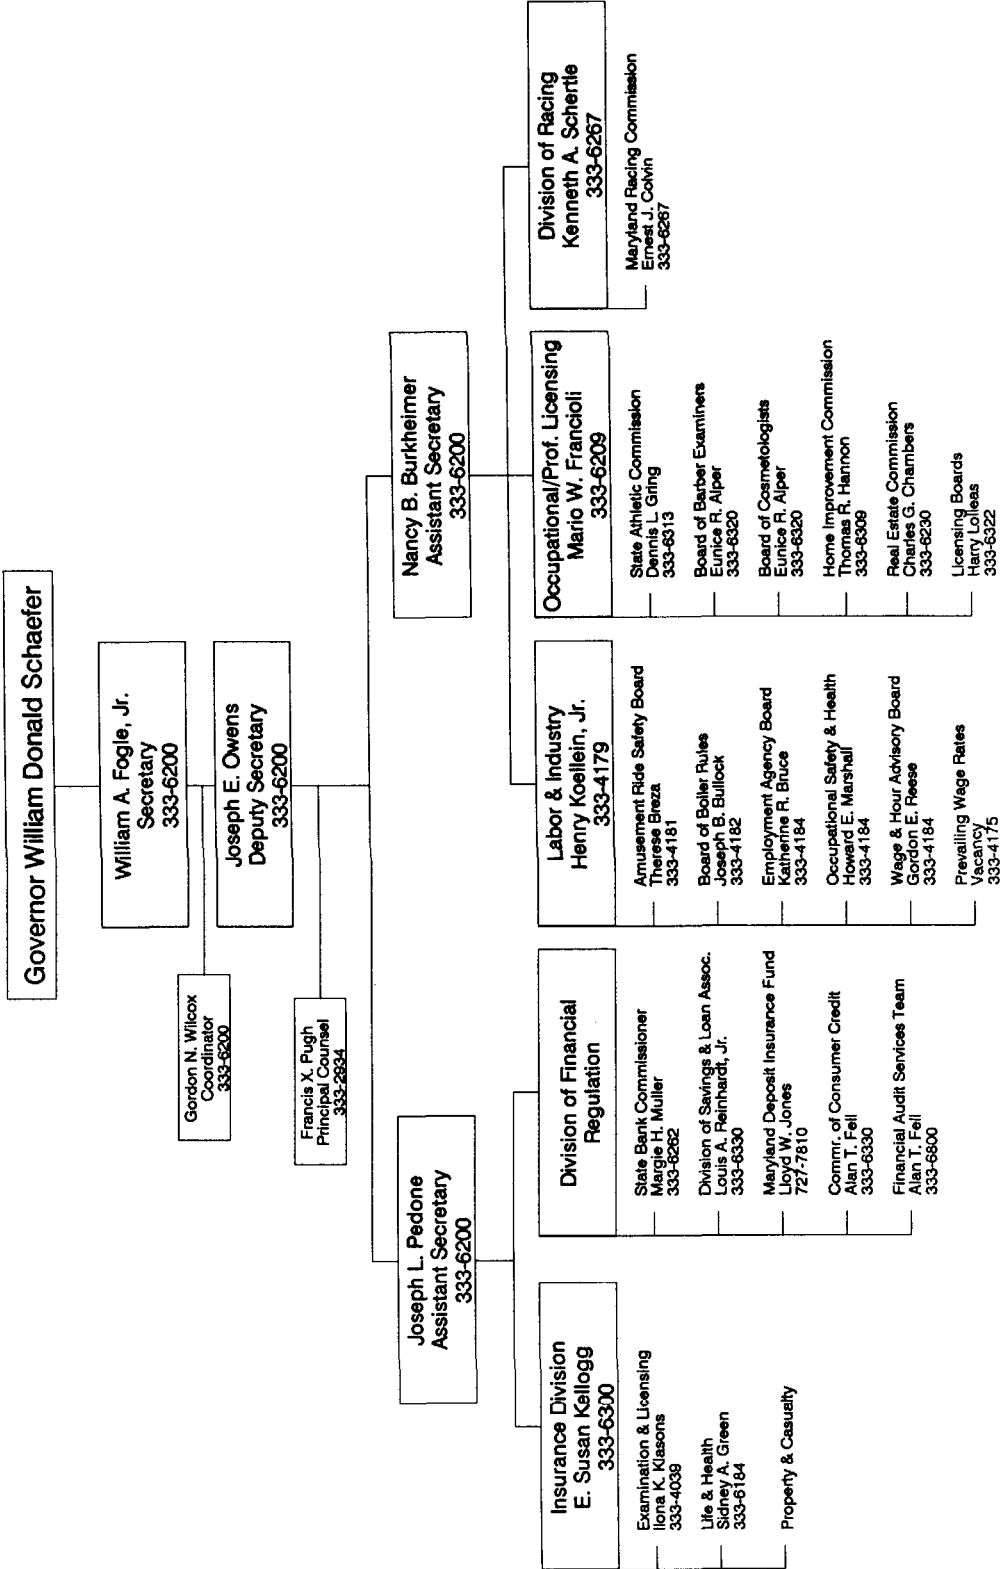 Governor William Donald Schaefer
William A. Fogle, Jr.
Secretary
333-6200
Gordon N. Wilcox
Coordinator
333-6200
Joseph E. Owens
Deputy Secretary
333-6200
Francis X. Pugh
Principal Counsel
333-2934
Joseph L. Pedone
Assistant Secretary
333-6200
Nancy B. Burkheimer
Assistant Secretary
333-6200
Insurance Division
E. Susan Kellogg
333-6300
Examination & Licensing
Ilona K. Klasons
333-4039
Life & Health
Sidney A. Green
333-6184
Property & Casualty
Division of Financial
Regulation
State Bank Commissioner
Margie H. Muller
333-6262
Division of Savings & Loan Assoc.
Louis A. Reinhardt, Jr.
333-6330
Maryland Deposit Insurance Fund
Lloyd W. Jones
727-7810
Commr. of Consumer Credit
Alan T. Fell
333-6330
Financial Audit Services Team
Alan T. Fell
333-6800
Labor & Industry
Henry Koellein, Jr.
333-4179
Amusement Ride Safety Board
Therese Breza
333-4181
Board of Boiler Rules
Joseph B. Bullock
333-4182
Employment Agency Board
Katherine R. Bruce
333-4184
Occupational Safety & Health
Howard E. Marshall
333-4184
Wage & Hour Advisory Board
Gordon E. Reese
333-4184
Prevailing Wage Rates
Vacancy
333-4175
Occupational/Prof. Licensing
Mario W. Francioli
333-6209
State Athletic Commission
Dennis L. Gring
333-6313
Board of Barber Examiners
Eunice R. Alper
333-6320
Board of Cosmetologists
Eunice R. Alper
333-6320
Home Improvement Commission
Thomas R. Hannon
333-6309
Real Estate Commission
Charles G. Chambers
333-6230
Licensing Boards
Harry Loleas
333-6322
Division of Racing
Kenneth A. Schertle
333-6267
Maryland Racing Commission
Ernest J. Colvin
333-6267